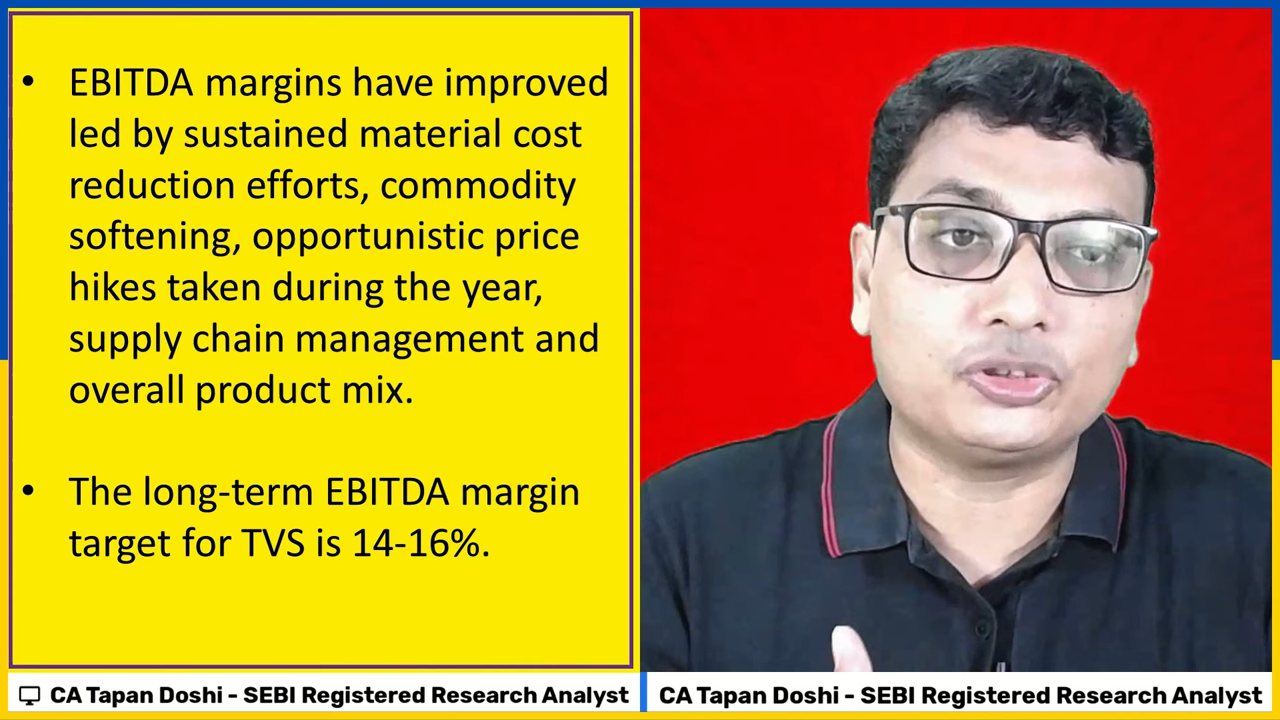 • EBITDA margins have improved
led by sustained material cost
reduction efforts, commodity
softening, opportunistic price
hikes taken during the year,
supply chain management and
overall product mix.
• The long-term EBITDA margin
target for TVS is 14-16%.
CA Tapan Doshi - SEBI Registered Research Analyst
CA Tapan Doshi - SEBI Registered Research Analyst